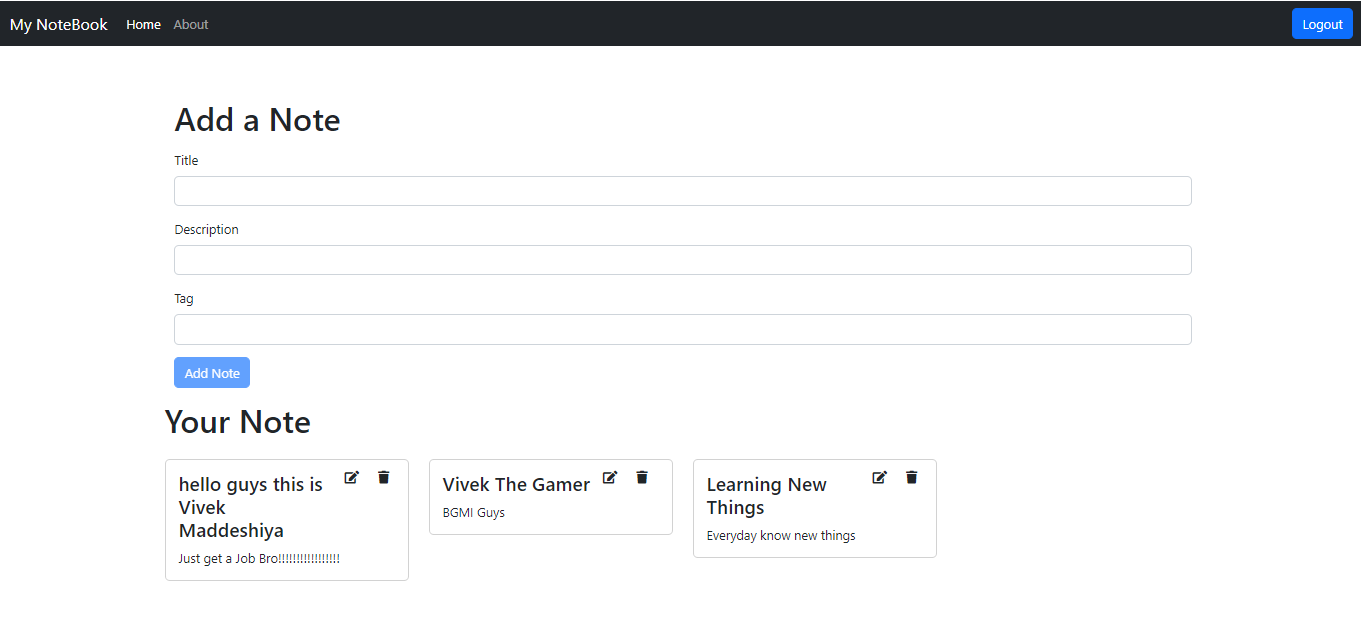 My NoteBook Home About Logout
Add a Note
Title
Description
Tag
Add Note
Your Note
hello guys this is
Vivek
Maddeshiya
Just get a Job Bro!!!!!!!!!!!!!!!!!
Vivek The Gamer
BGMI Guys
Learning New
Things
Everyday know new things